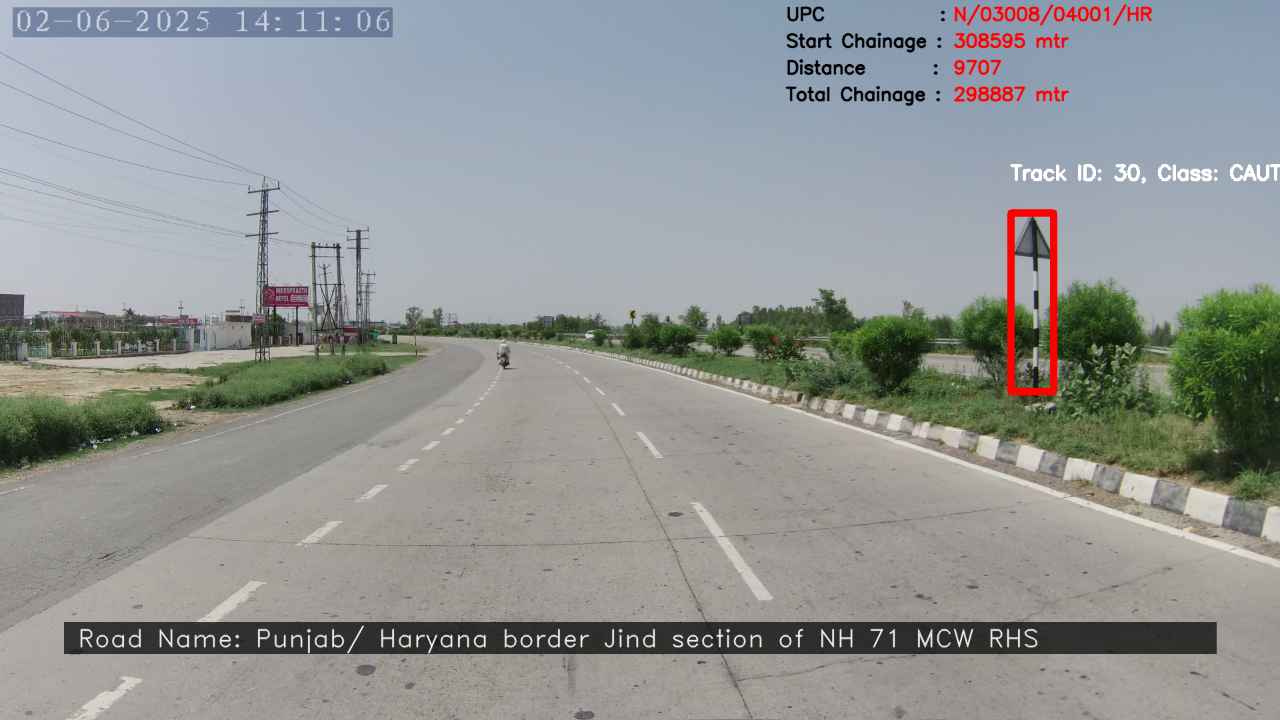 02-06-2025 14:11:06
UPC : N/03008/04001/HR
Start Chainage : 308595 mtr
Distance : 9707
Total Chainage : 298887 mtr
Track ID: 30, Class: CAUT
Road Name: Punjab/ Haryana border Jind section of NH 71 MCW RHS